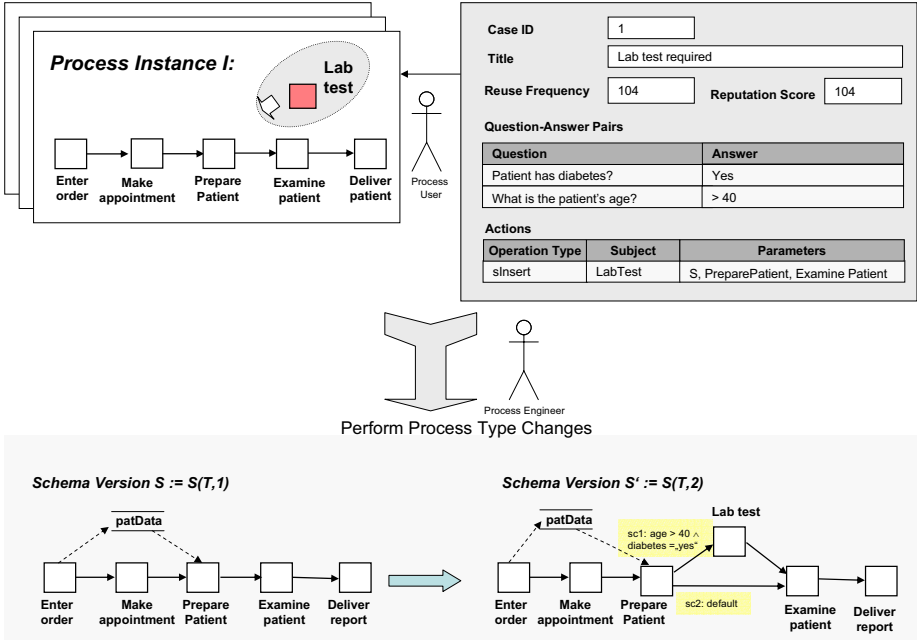 Process Instance I:
Lab
test
Enter
order
Make
appointment
Prepare
Patient
Examine
patient
Deliver
patient
Process
User
Case ID
1
Title
Lab test required
Reuse Frequency
104
Reputation Score
104
Question-Answer Pairs
Question Answer
Patient has diabetes? Yes
What is the patient's age? > 40
Actions
Operation Type Subject Parameters
sInsert LabTest S, PreparePatient, Examine Patient
Process Engineer
Perform Process Type Changes
Schema Version S := S(T,1)
patData
Enter
order
Make
appointment
Prepare
Patient
Examine
patient
Deliver
report
Schema Version S‘ := S(T,2)
patData
Lab test
sc1: age > 40 ∧
diabetes =„yes“
sc2: default
Enter
order
Make
appointment
Prepare
Patient
Examine
patient
Deliver
report